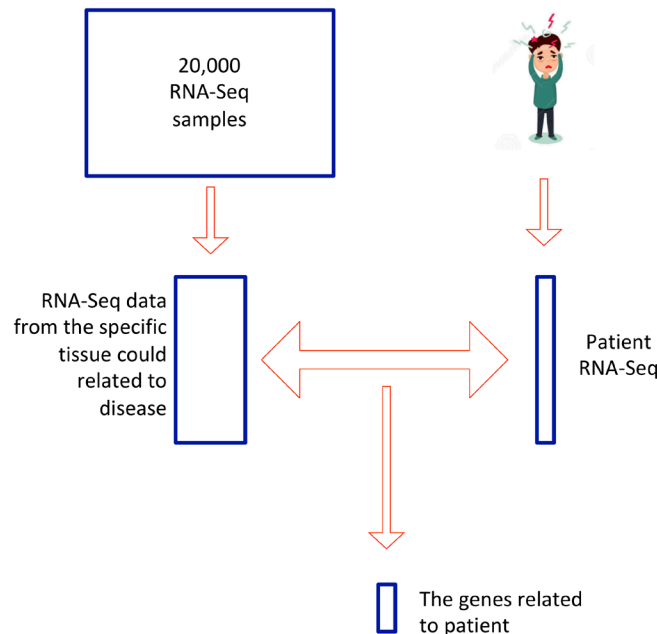 20,000
RNA-Seq
samples
RNA-Seq data
from the specific
tissue could
related to
disease
Patient
RNA-Seq
The genes related
to patient